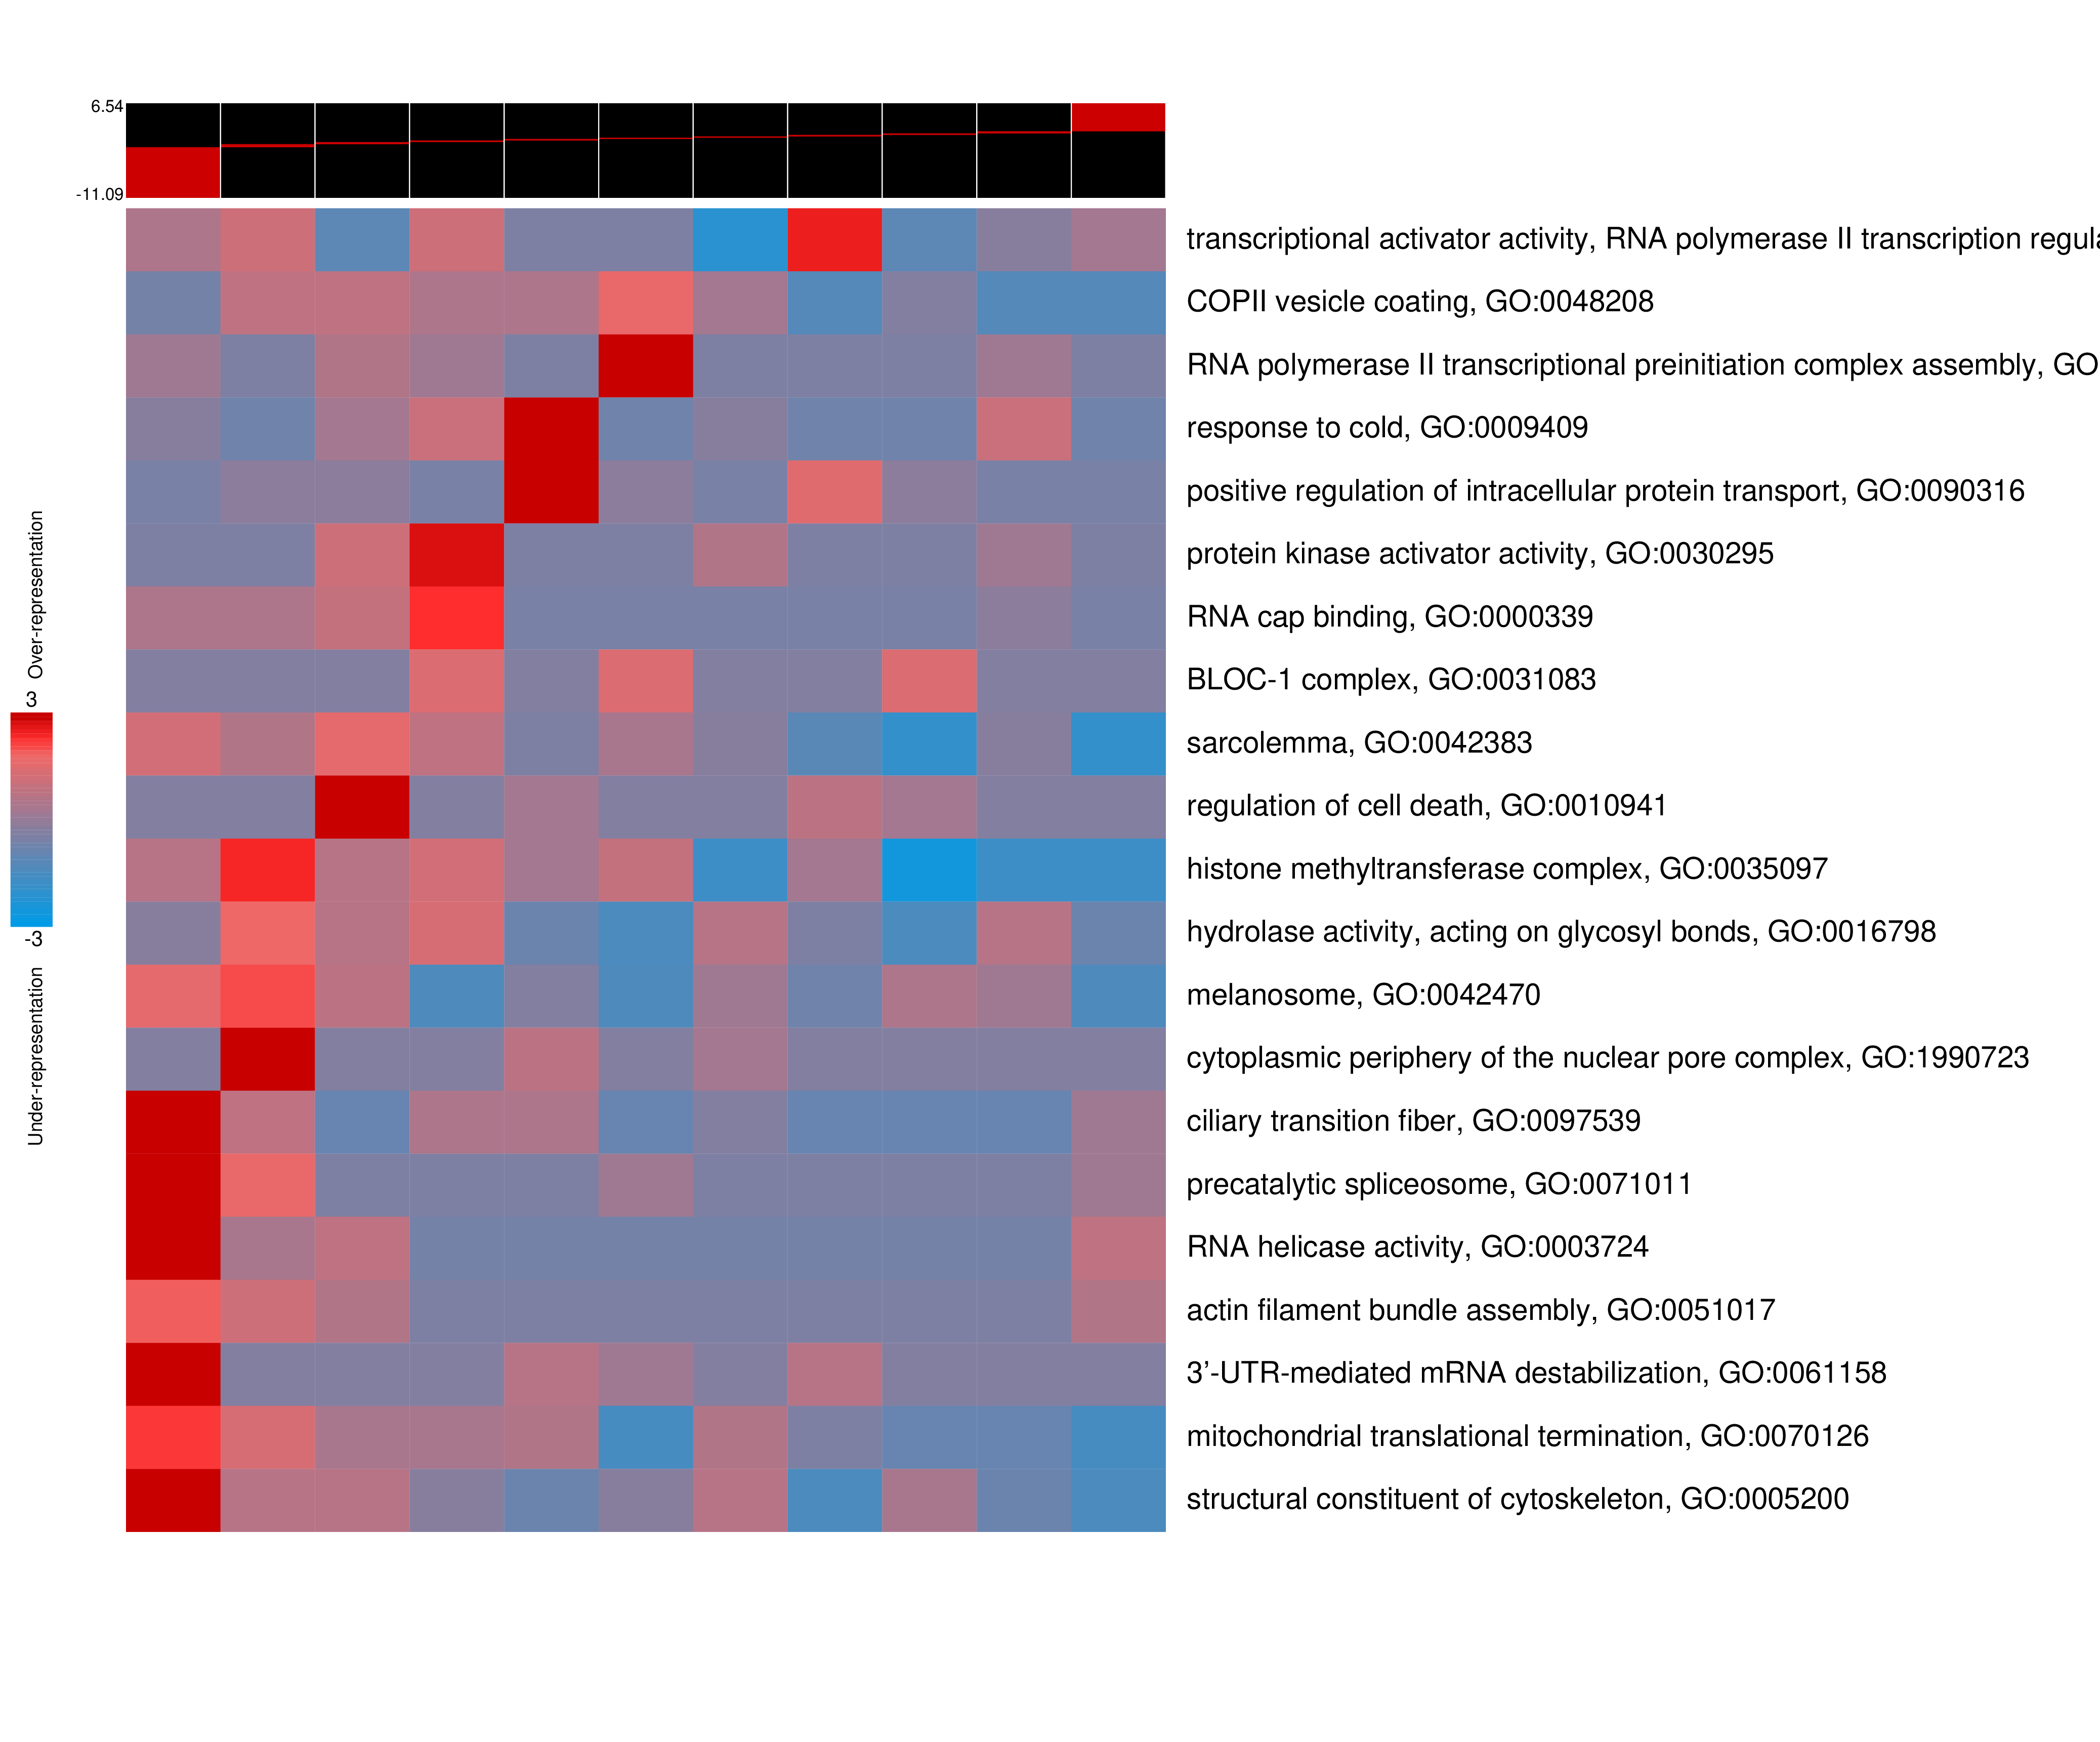 6.54
-11.09
transcriptional activator activity, RNA polymerase II transcription
COPII vesicle coating, GO:0048208
RNA polymerase II transcriptional preinitiation complex assembly, GO
response to cold, GO:0009409
positive regulation of intracellular protein transport, GO:0090316
protein kinase activator activity, GO:0030295
RNA cap binding, GO:0000339
BLOC-1 complex, GO:0031083
sarcolemma, GO:0042383
regulation of cell death, GO:0010941
histone methyltransferase complex, GO:0035097
hydrolase activity, acting on glycosyl bonds, GO:0016798
melanosome, GO:0042470
cytoplasmic periphery of the nuclear pore complex, GO:1990723
ciliary transition fiber, GO:0097539
precatalytic spliceosome, GO:0071011
RNA helicase activity, GO:0003724
actin filament bundle assembly, GO:0051017
3'-UTR-mediated mRNA destabilization, GO:0061158
mitochondrial translational termination, GO:0070126
structural constituent of cytoskeleton, GO:0005200
Over-representation
3
-3
Under-representation